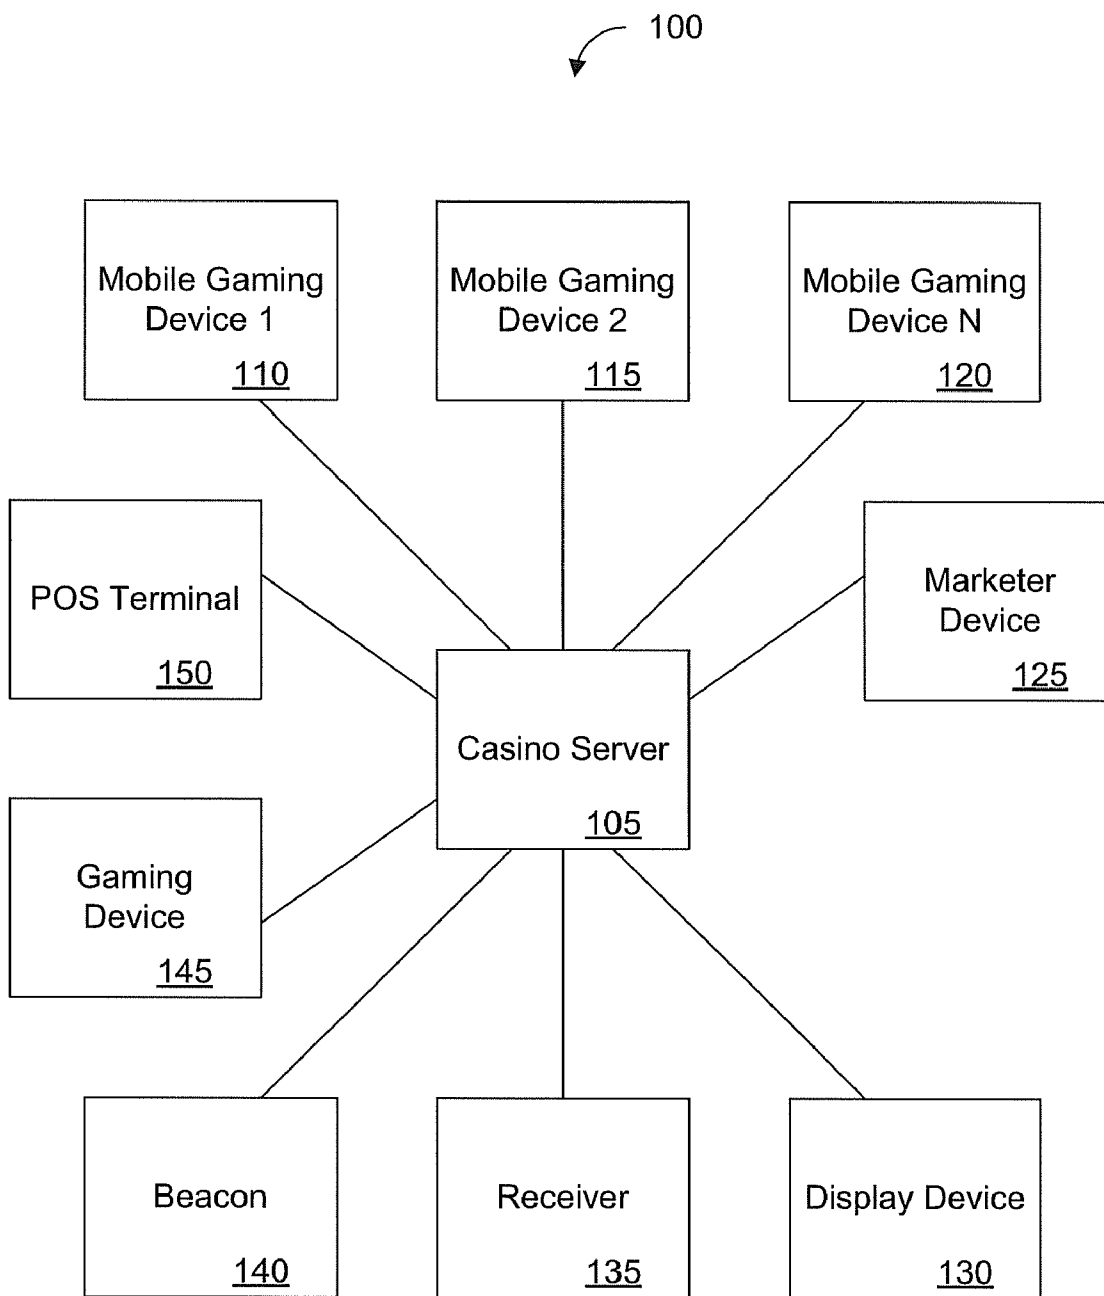 100
Mobile Gaming
Device 1
110
Mobile Gaming
Device 2
115
Mobile Gaming
Device N
120
POS Terminal
150
Marketer
Device
125
Casino Server
105
Gaming
Device
145
Beacon
140
Receiver
135
Display Device
130